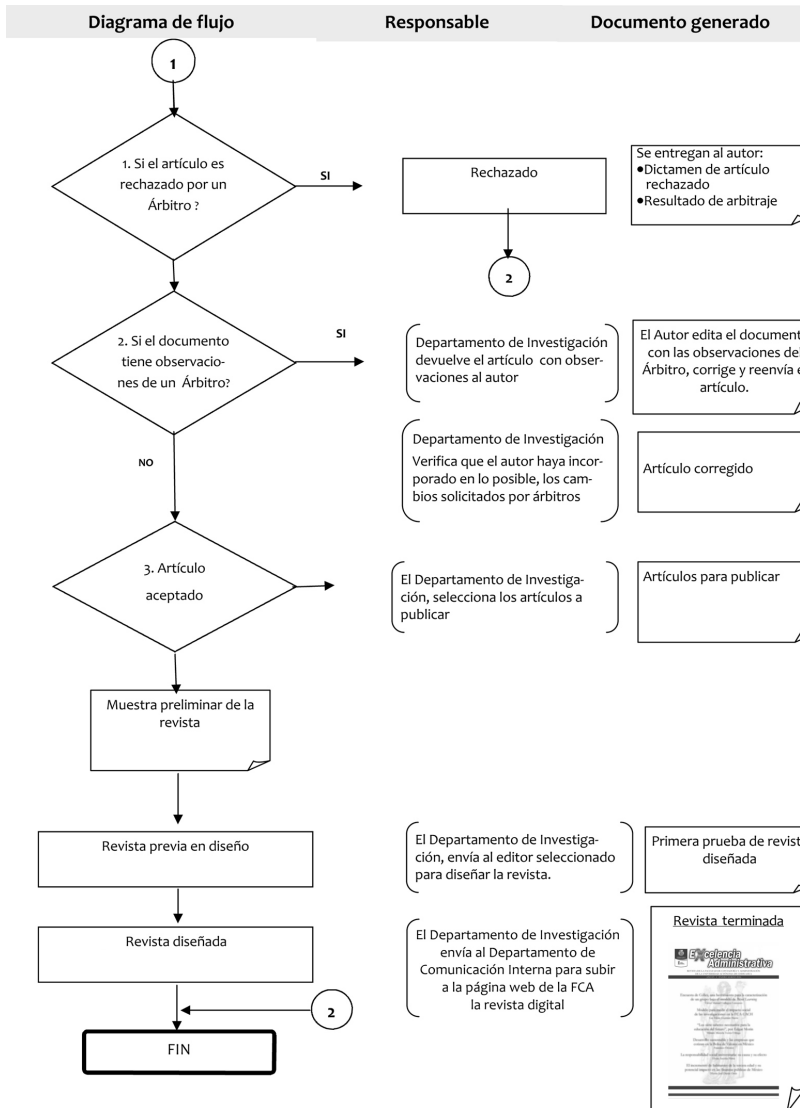 Diagrama de flujo
Responsable
Documento generado
1
1. Si el artículo es
rechazado por un
Árbitro ?
SI
Rechazado
Se entregan al autor:
●Dictamen de artículo
rechazado
●Resultado de arbitraje
2
2. Si el documento
tiene observacio-
nes de un Árbitro?
SI
Departamento de Investigación
devuelve el artículo con obser-
vaciones al autor
El Autor edita el document
con las observaciones del
Árbitro, corrige y reenvía e
artículo.
NO
Departamento de Investigación
Verifica que el autor haya incor-
porado en lo posible, los cam-
bios solicitados por árbitros
Artículo corregido
3. Artículo
aceptado
El Departamento de Investiga-
ción, selecciona los artículos a
publicar
Artículos para publicar
Muestra preliminar de la
revista
Revista previa en diseño
El Departamento de Investiga-
ción, envía al editor seleccionado
para diseñar la revista.
Primera prueba de revist
diseñada
Revista diseñada
El Departamento de Investigación
envía al Departamento de
Comunicación Interna para subir
a la página web de la FCA
la revista digital
Revista terminada
Excelencia
Administrativa
2
FIN